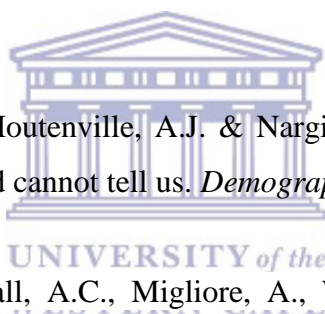 Houtenville, A.J. & Nargi
d cannot tell us. Demograp
UNIVERSITY of the
all, A.C., Migliore, A.,